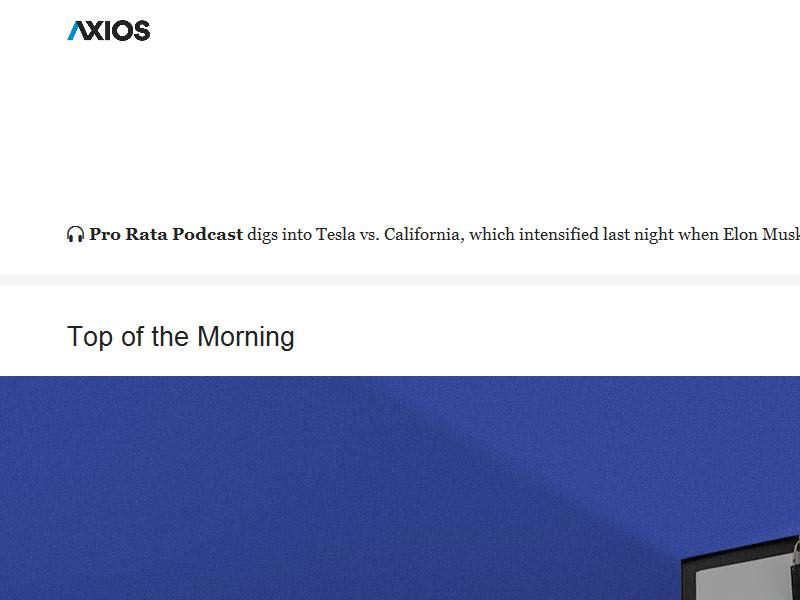 AXIOS
Pro Rata Podcast digs into Tesla vs. California, which intensified last night when Elon Musk
Top of the Morning